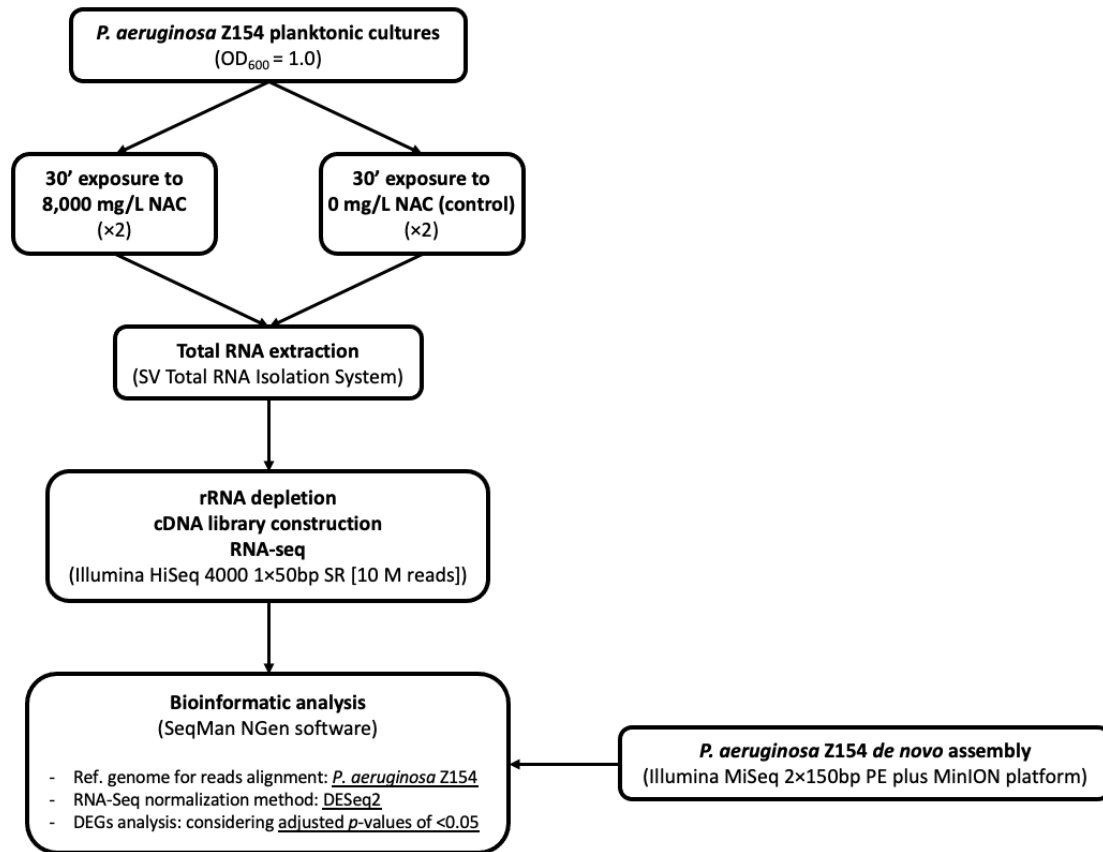 P. aeruginosa Z154 planktonic cultures
(OD600 = 1.0)
30’ exposure to
8,000 mg/L NAC
(×2)
30’ exposure to
0 mg/L NAC (control)
(×2)
Total RNA extraction
(SV Total RNA Isolation System)
rRNA depletion
cDNA library construction
RNA-seq
(Illumina HiSeq 4000 1×50bp SR [10 M reads])
Bioinformatic analysis
(SeqMan NGen software)
- Ref. genome for reads alignment: P. aeruginosa Z154
- RNA-Seq normalization method: DESeq2
- DEGs analysis: considering adjusted p-values of <0.05
P. aeruginosa Z154 de novo assembly
(Illumina MiSeq 2×150bp PE plus MinION platform)